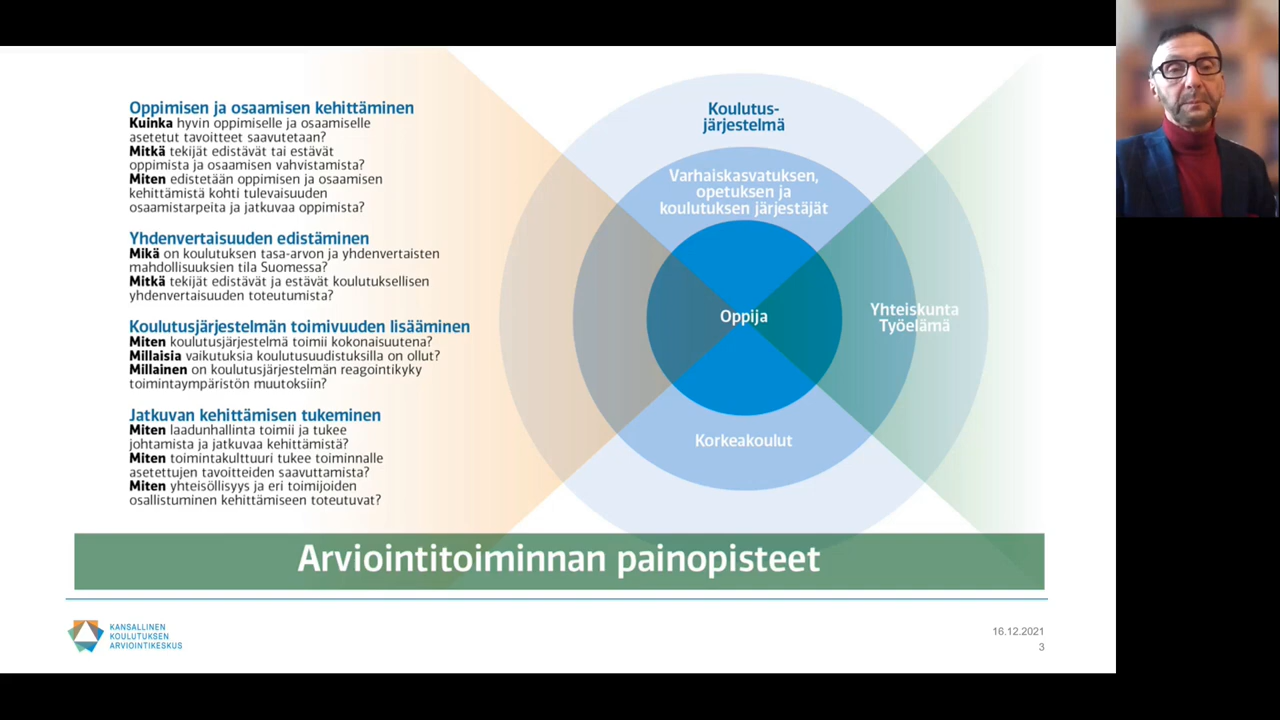 Oppimisen ja osaamisen kehittäminen
Kuinka hyvin oppimiselle ja osaamiselle
asetetut tavoitteet saavutetaan?
Mitkä tekijät edistävät tai estävät
oppimista ja osaamisen vahvistamista?
Miten edistetään oppimisen ja osaamisen
kehittämistä kohti tulevaisuuden
osaamistarpeita ja jatkuvaa oppimista?
Yhdenvertaisuuden edistäminen
Mikä on koulutuksen tasa-arvon ja yhdenvertaisten
mahdollisuuksien tila Suomessa?
Mitkä tekijät edistävät ja estävät koulutuksellisen
yhdenvertaisuuden toteutumista?
Koulutusjärjestelmän toimivuuden lisääminen
Miten koulutusjärjestelmä toimii kokonaisuutena?
Millaisia vaikutuksia koulutusuudistuksilla on ollut?
Millainen on koulutusjärjestelmän reagointikyky
toimintaympäristön muutoksiin?
Jatkuvan kehittämisen tukeminen
Miten laadunhallinta toimii ja tukee
johtamista ja jatkuvaa kehittämistä?
Miten toimintakulttuuri tukee toiminnalle
asetettujen tavoitteiden saavuttamista?
Miten yhteisöllisyys ja eri toimijoiden
osallistuminen kehittämiseen toteutuvat?
Koulutus-
järjestelmä
Varhaiskasvatuksen,
opetuksen ja
koulutuksen järjestäjät
Oppija
Yhteiskunta
Työelämä
Korkeakoulut
Arviointitoiminnan painopisteet
KANSALLINEN
KOULUTUKSEN
ARVIOINTIKESKUS
16.12.2021
3